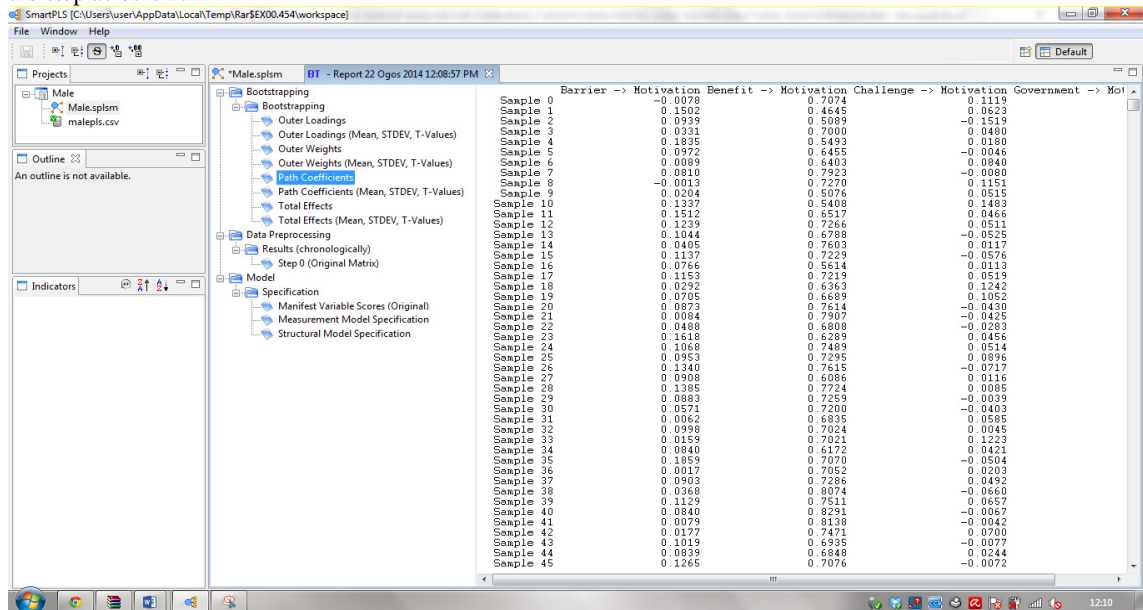 SmartPLS [C:\Users\user\AppData\Local\Temp\Rar$EX00.454\workspace]
File Window Help
Default
Projects
Male
Male.splsm
malepls.csv
Outline
An outline is not available.
Indicators
*Male.splsm BT - Report 22 Ogos 2014 12:08:57 PM
Bootstrapping
Bootstrapping
Outer Loadings
Outer Loadings (Mean, STDEV, T-Values)
Outer Weights
Outer Weights (Mean, STDEV, T-Values)
Path Coefficients
Path Coefficients (Mean, STDEV, T-Values)
Total Effects
Total Effects (Mean, STDEV, T-Values)
Data Preprocessing
Results (chronologically)
Step 0 (Original Matrix)
Model
Specification
Manifest Variable Scores (Original)
Measurement Model Specification
Structural Model Specification
Barrier -> Motivation Benefit -> Motivation Challenge -> Motivation Government -> Mot
Sample 0 -0.0078 0.7074 0.1119
Sample 1 0.1502 0.4645 0.0623
Sample 2 0.0939 0.5089 -0.1519
Sample 3 0.0331 0.7000 0.0480
Sample 4 0.1835 0.5493 0.0180
Sample 5 0.0972 0.6455 -0.0046
Sample 6 0.0089 0.6403 0.0840
Sample 7 0.0810 0.7923 -0.0080
Sample 8 -0.0013 0.7270 0.1151
Sample 9 0.0204 0.5076 0.0515
Sample 10 0.1337 0.5408 0.1483
Sample 11 0.1512 0.6517 0.0466
Sample 12 0.1239 0.7266 0.0511
Sample 13 0.1044 0.6788 -0.0525
Sample 14 0.0405 0.7603 0.0117
Sample 15 0.1137 0.7229 -0.0576
Sample 16 0.0766 0.5614 0.0113
Sample 17 0.1153 0.7219 0.0519
Sample 18 0.0292 0.6363 0.1242
Sample 19 0.0705 0.6689 0.1052
Sample 20 0.0873 0.7614 -0.0430
Sample 21 0.0084 0.7907 -0.0425
Sample 22 0.0488 0.6808 -0.0283
Sample 23 0.1618 0.6289 0.0456
Sample 24 0.1068 0.7489 0.0514
Sample 25 0.0953 0.7295 0.0896
Sample 26 0.1340 0.7615 -0.0717
Sample 27 0.0908 0.6086 0.0116
Sample 28 0.1385 0.7724 0.0085
Sample 29 0.0883 0.7259 -0.0039
Sample 30 0.0571 0.7200 -0.0403
Sample 31 0.0062 0.6835 0.0585
Sample 32 0.0998 0.7024 0.0045
Sample 33 0.0159 0.7021 0.1223
Sample 34 0.0840 0.6172 0.0421
Sample 35 0.1859 0.7070 -0.0504
Sample 36 0.0017 0.7052 0.0203
Sample 37 0.0903 0.7286 0.0492
Sample 38 0.0368 0.8074 -0.0660
Sample 39 0.1129 0.7511 0.0657
Sample 40 0.0840 0.8291 -0.0067
Sample 41 0.0079 0.8138 -0.0042
Sample 42 0.0177 0.7471 0.0700
Sample 43 0.1019 0.6935 -0.0077
Sample 44 0.0839 0.6848 0.0244
Sample 45 0.1265 0.7076 -0.0072
12:10